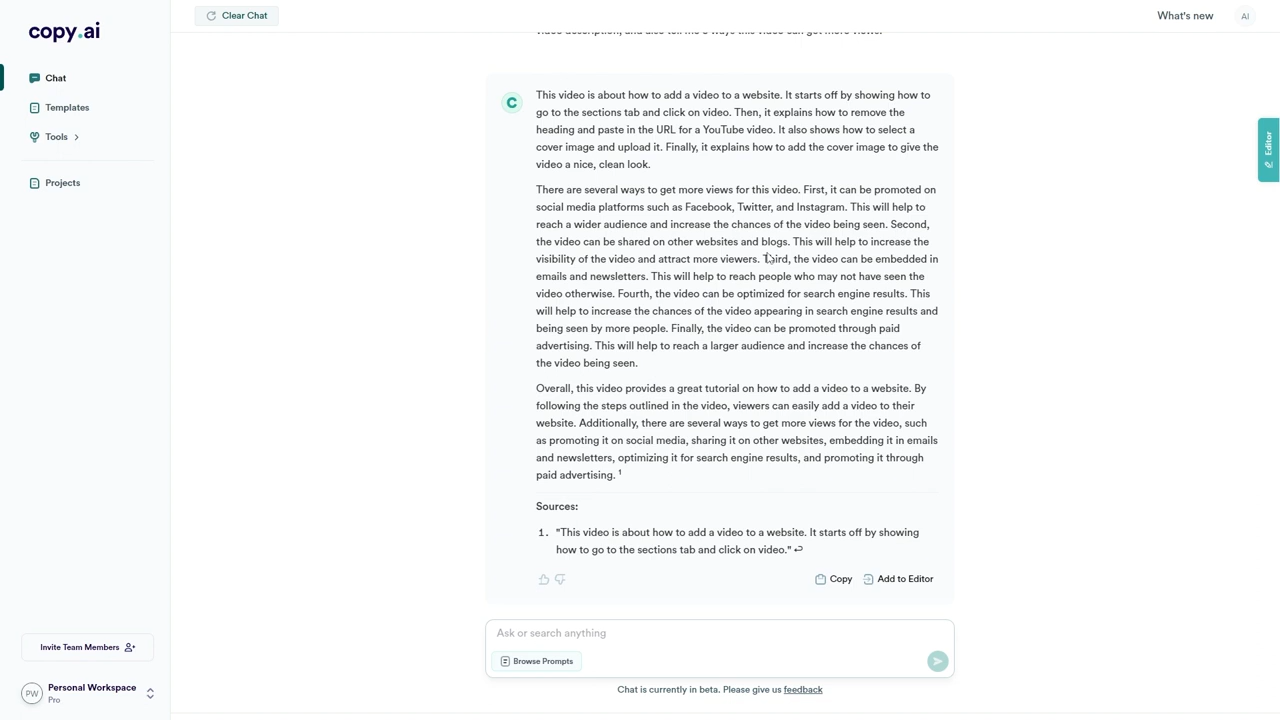 copy.ai
Clear Chat
What's new
AI
Chat
Templates
Tools
Projects
video description, and also tell me 5 ways this video can get more views.
C
This video is about how to add a video to a website. It starts off by showing how to
go to the sections tab and click on video. Then, it explains how to remove the
heading and paste in the URL for a YouTube video. It also shows how to select a
cover image and upload it. Finally, it explains how to add the cover image to give the
video a nice, clean look.
There are several ways to get more views for this video. First, it can be promoted on
social media platforms such as Facebook, Twitter, and Instagram. This will help to
reach a wider audience and increase the chances of the video being seen. Second,
the video can be shared on other websites and blogs. This will help to increase the
visibility of the video and attract more viewers. Third, the video can be embedded in
emails and newsletters. This will help to reach people who may not have seen the
video otherwise. Fourth, the video can be optimized for search engine results. This
will help to increase the chances of the video appearing in search engine results and
being seen by more people. Finally, the video can be promoted through paid
advertising. This will help to reach a larger audience and increase the chances of
the video being seen.
Overall, this video provides a great tutorial on how to add a video to a website. By
following the steps outlined in the video, viewers can easily add a video to their
website. Additionally, there are several ways to get more views for the video, such
as promoting it on social media, sharing it on other websites, embedding it in emails
and newsletters, optimizing it for search engine results, and promoting it through
paid advertising. 1
Sources:
1. "This video is about how to add a video to a website. It starts off by showing
how to go to the sections tab and click on video." ↩
Copy
Add to Editor
Ask or search anything
Browse Prompts
Chat is currently in beta. Please give us feedback
Editor
Invite Team Members
PW
Personal Workspace
Pro